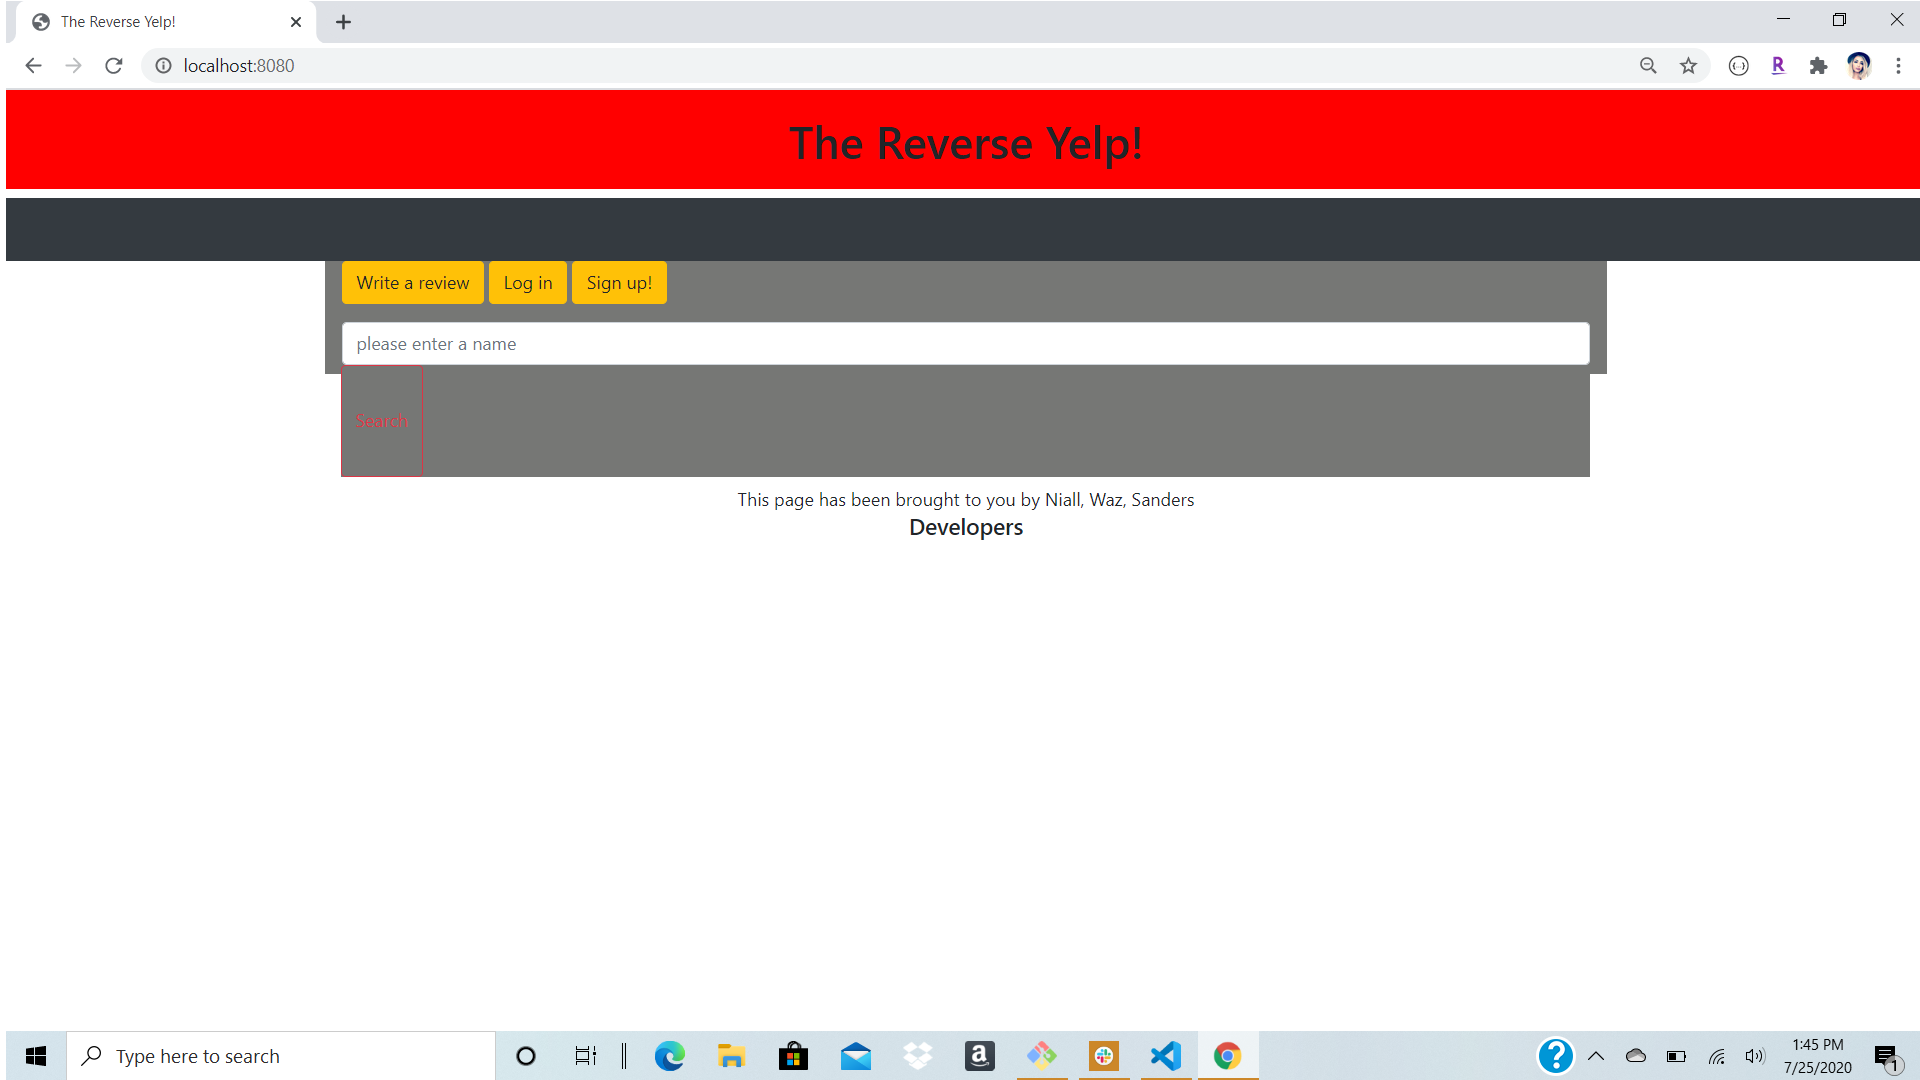 The Reverse Yelp!
localhost:8080
R
The Reverse Yelp!
Write a review Log in Sign up!
please enter a name
Search
This page has been brought to you by Niall, Waz, Sanders
Developers
Type here to search
a
?
1:45 PM
7/25/2020
1